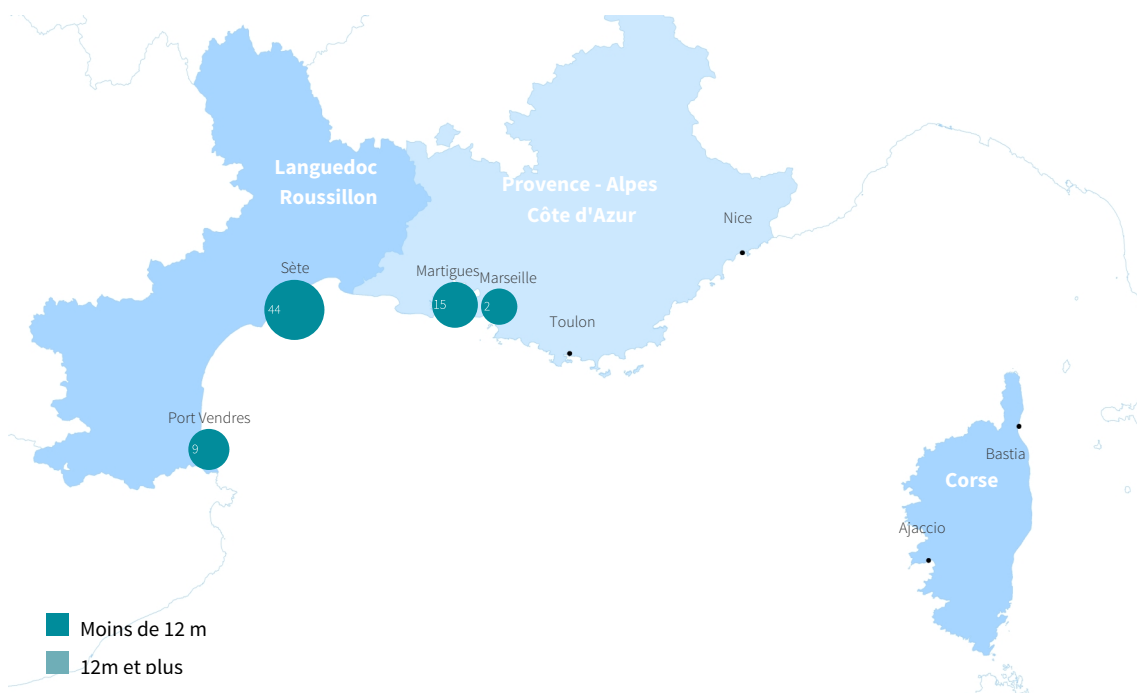 Languedoc
Roussillon
Provence - Alpes
Côte d'Azur
Nice
Sète
Martigues
Marseille
44
15
2
Toulon
Port Vendres
9
Bastia
Corse
Ajaccio
Moins de 12 m
12m et plus